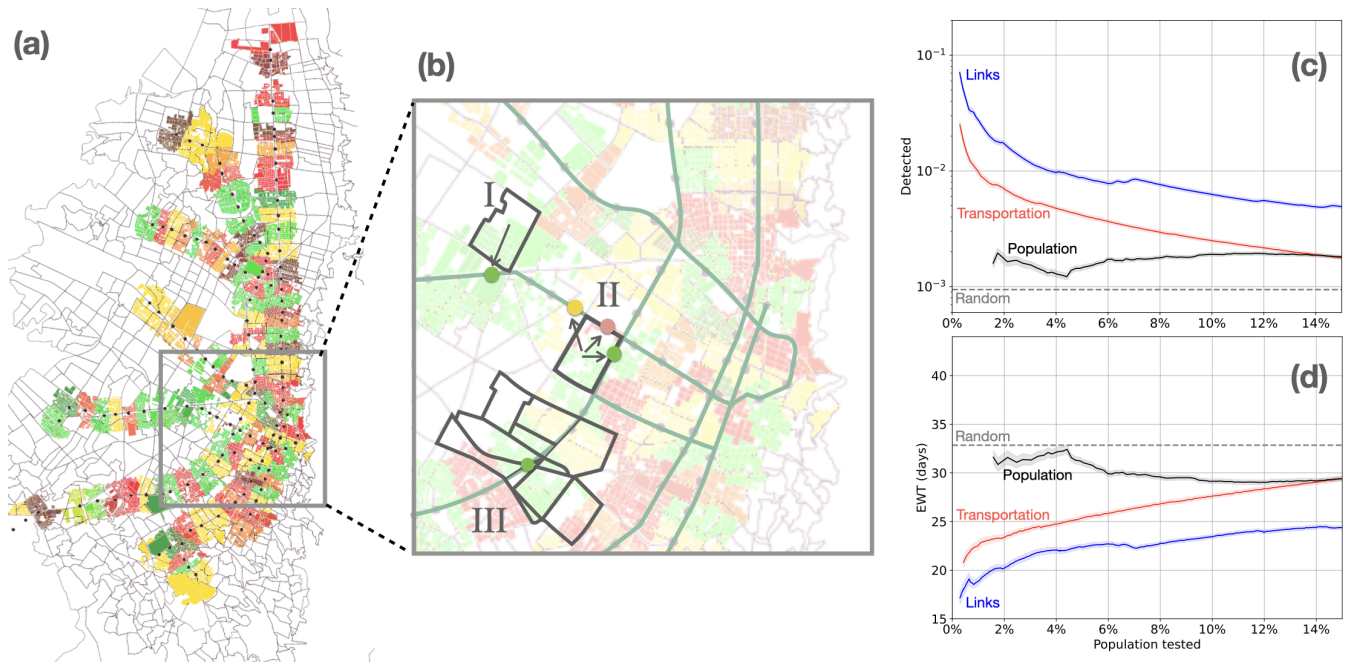 (a)
(b)
I
II
III
(c)
Detected
10⁻¹
10⁻²
10⁻³
Links
Transportation
Population
Random
0% 2% 4% 6% 8% 10% 12% 14%
(d)
EWT (days)
40
35
30
25
20
15
Random
Population
Transportation
Links
0% 2% 4% 6% 8% 10% 12% 14%
Population tested